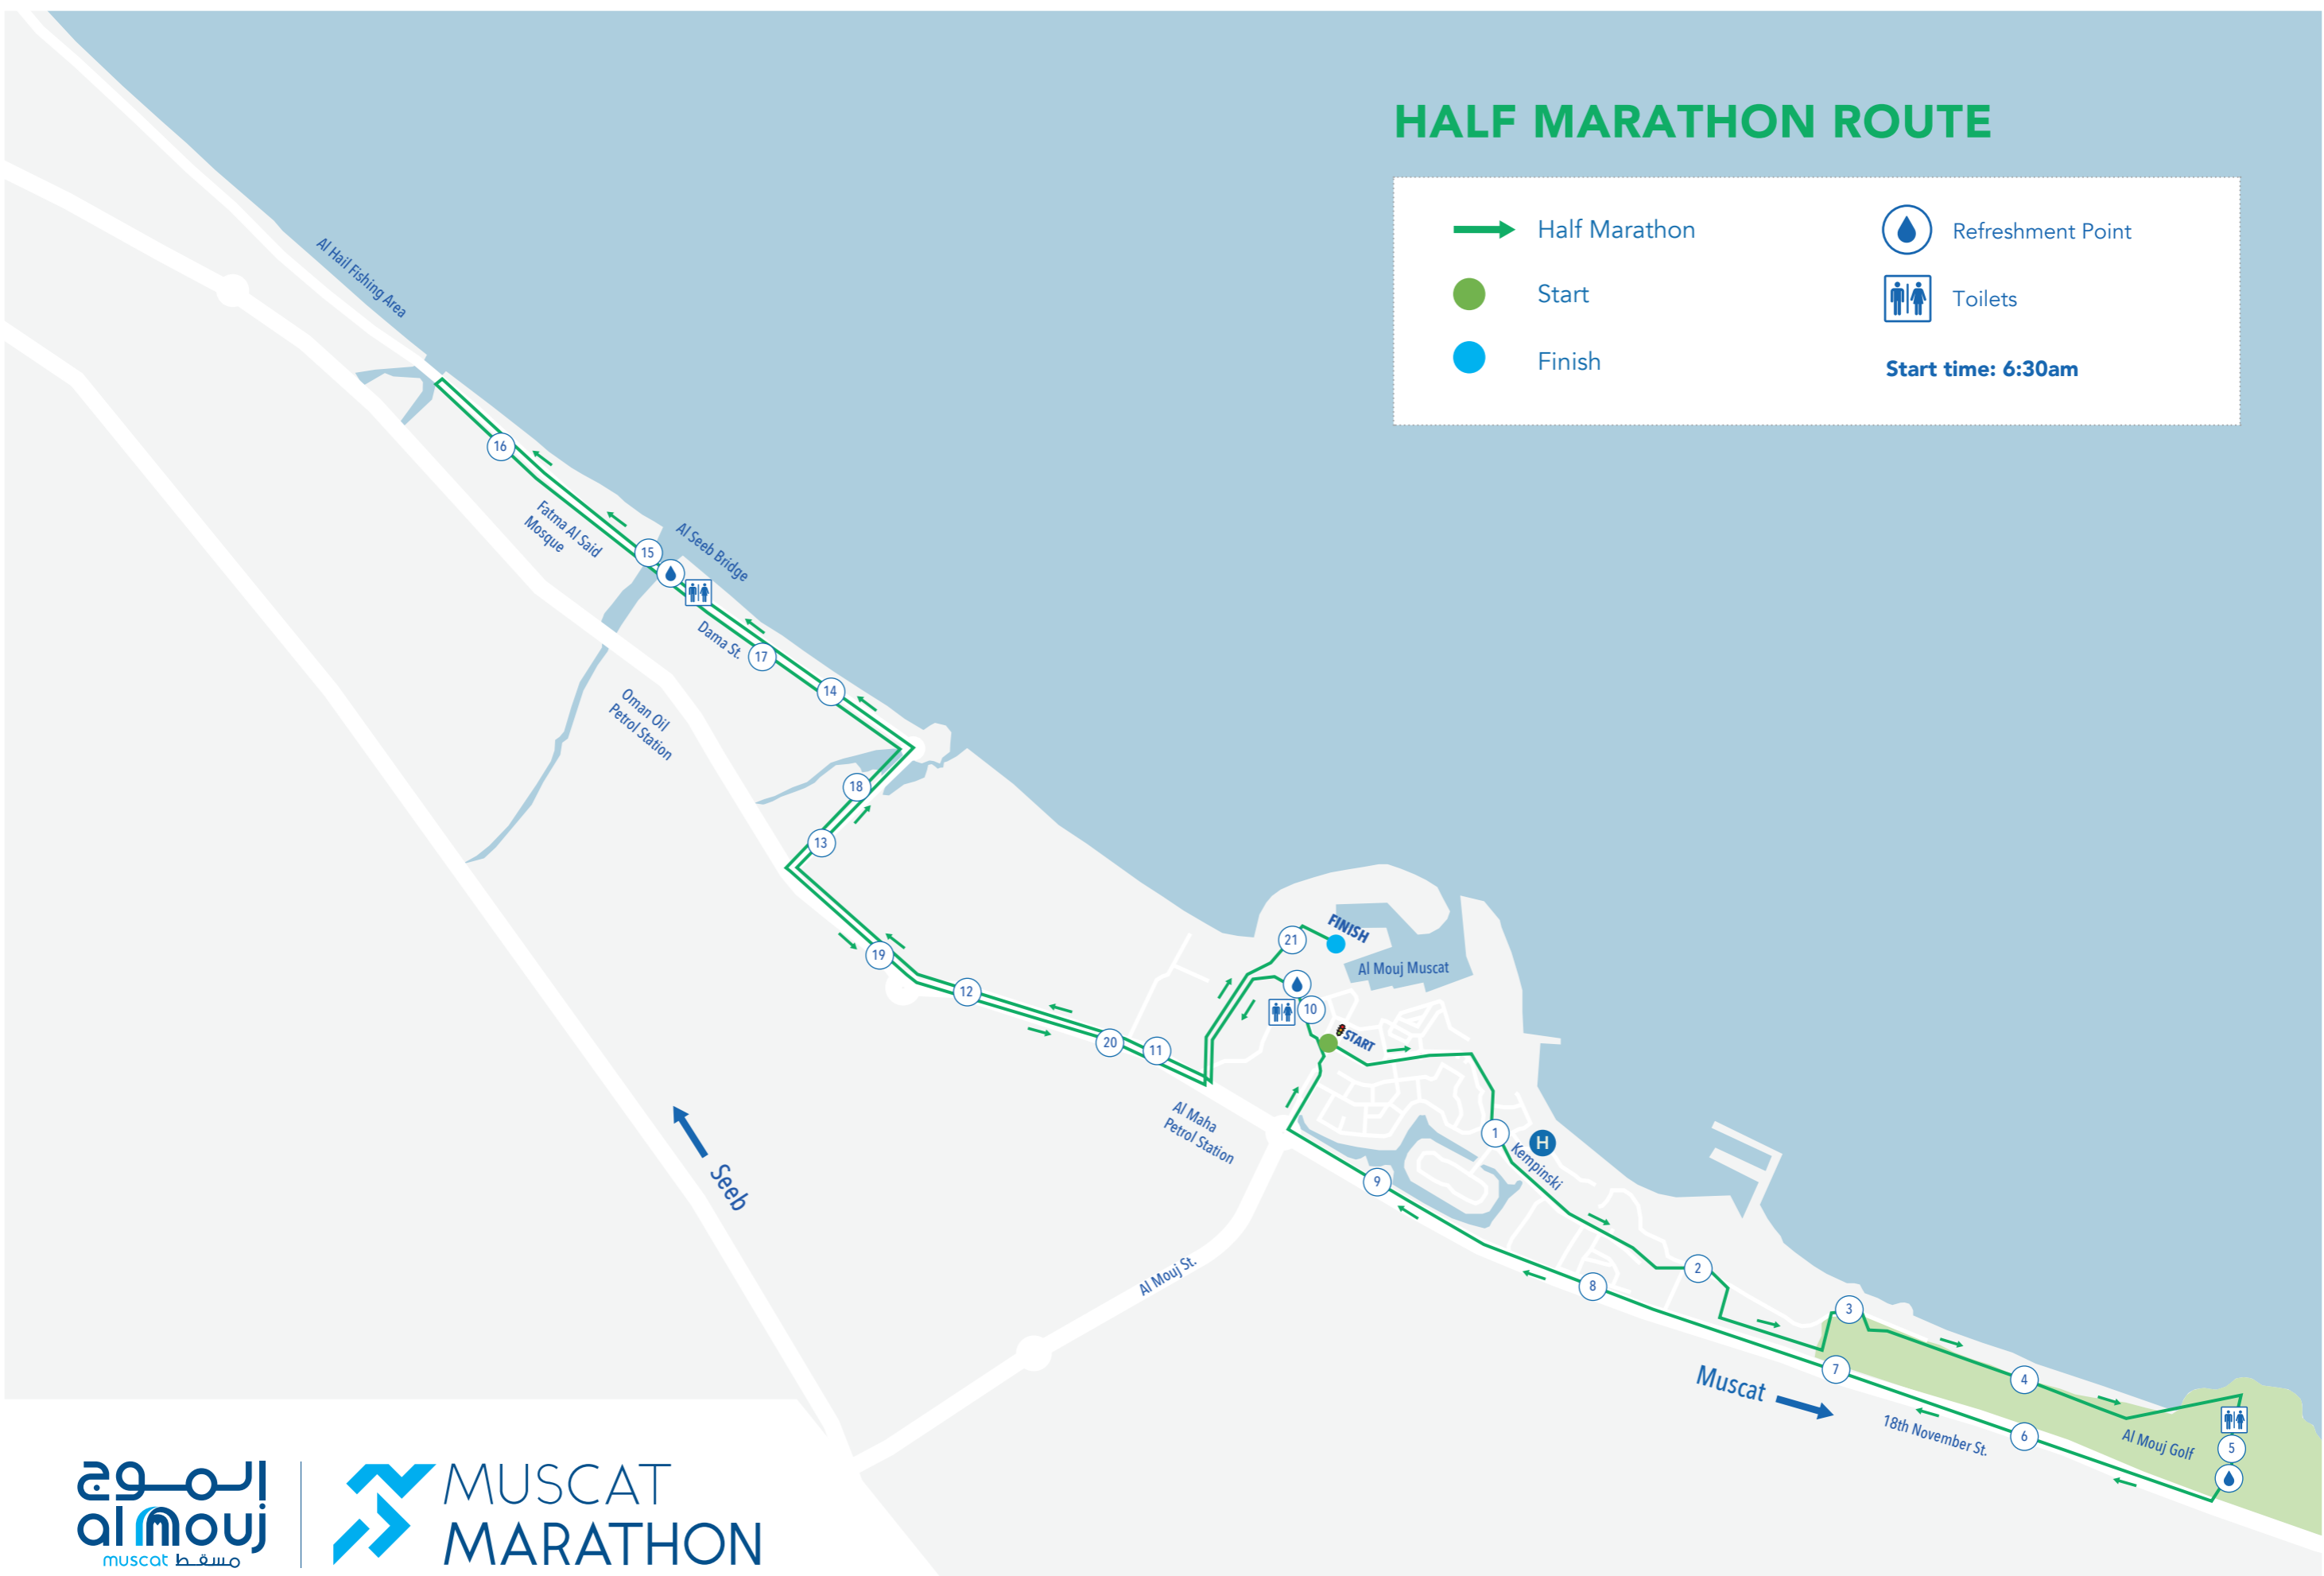 HALF MARATHON ROUTE
Half Marathon
Start
Finish
Refreshment Point
Toilets
Start time: 6:30am
Al Hail Fishing Area
16
Fatma Al Said
Mosque
15
Al Seeb Bridge
Dama St.
17
14
Oman Oil
Petrol Station
18
13
19
12
20
11
21
FINISH
Al Mouj Muscat
10
START
Al Maha
Petrol Station
1
H
Kempinski
9
Seeb
Al Mouj St.
8
2
3
7
4
Muscat
18th November St.
6
Al Mouj Golf
5
الموج
al mouj
muscat مسقط
MUSCAT
MARATHON